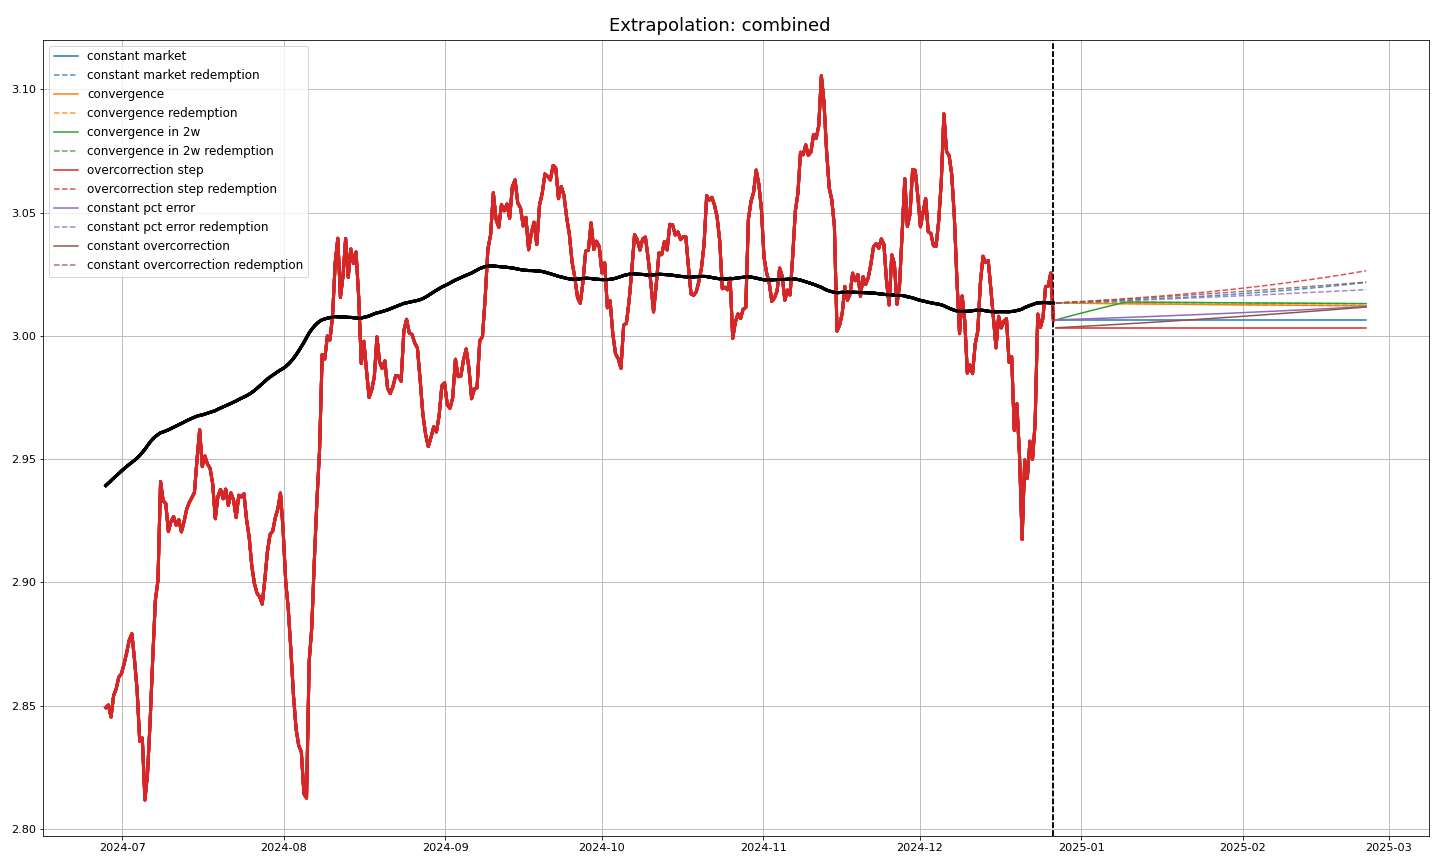 Extrapolation: combined
constant market
constant market redemption
convergence
convergence redemption
convergence in 2w
convergence in 2w redemption
overcorrection step
overcorrection step redemption
constant pct error
constant pct error redemption
constant overcorrection
constant overcorrection redemption
3.10
3.05
3.00
2.95
2.90
2.85
2.80
2024-07
2024-08
2024-09
2024-10
2024-11
2024-12
2025-01
2025-02
2025-03